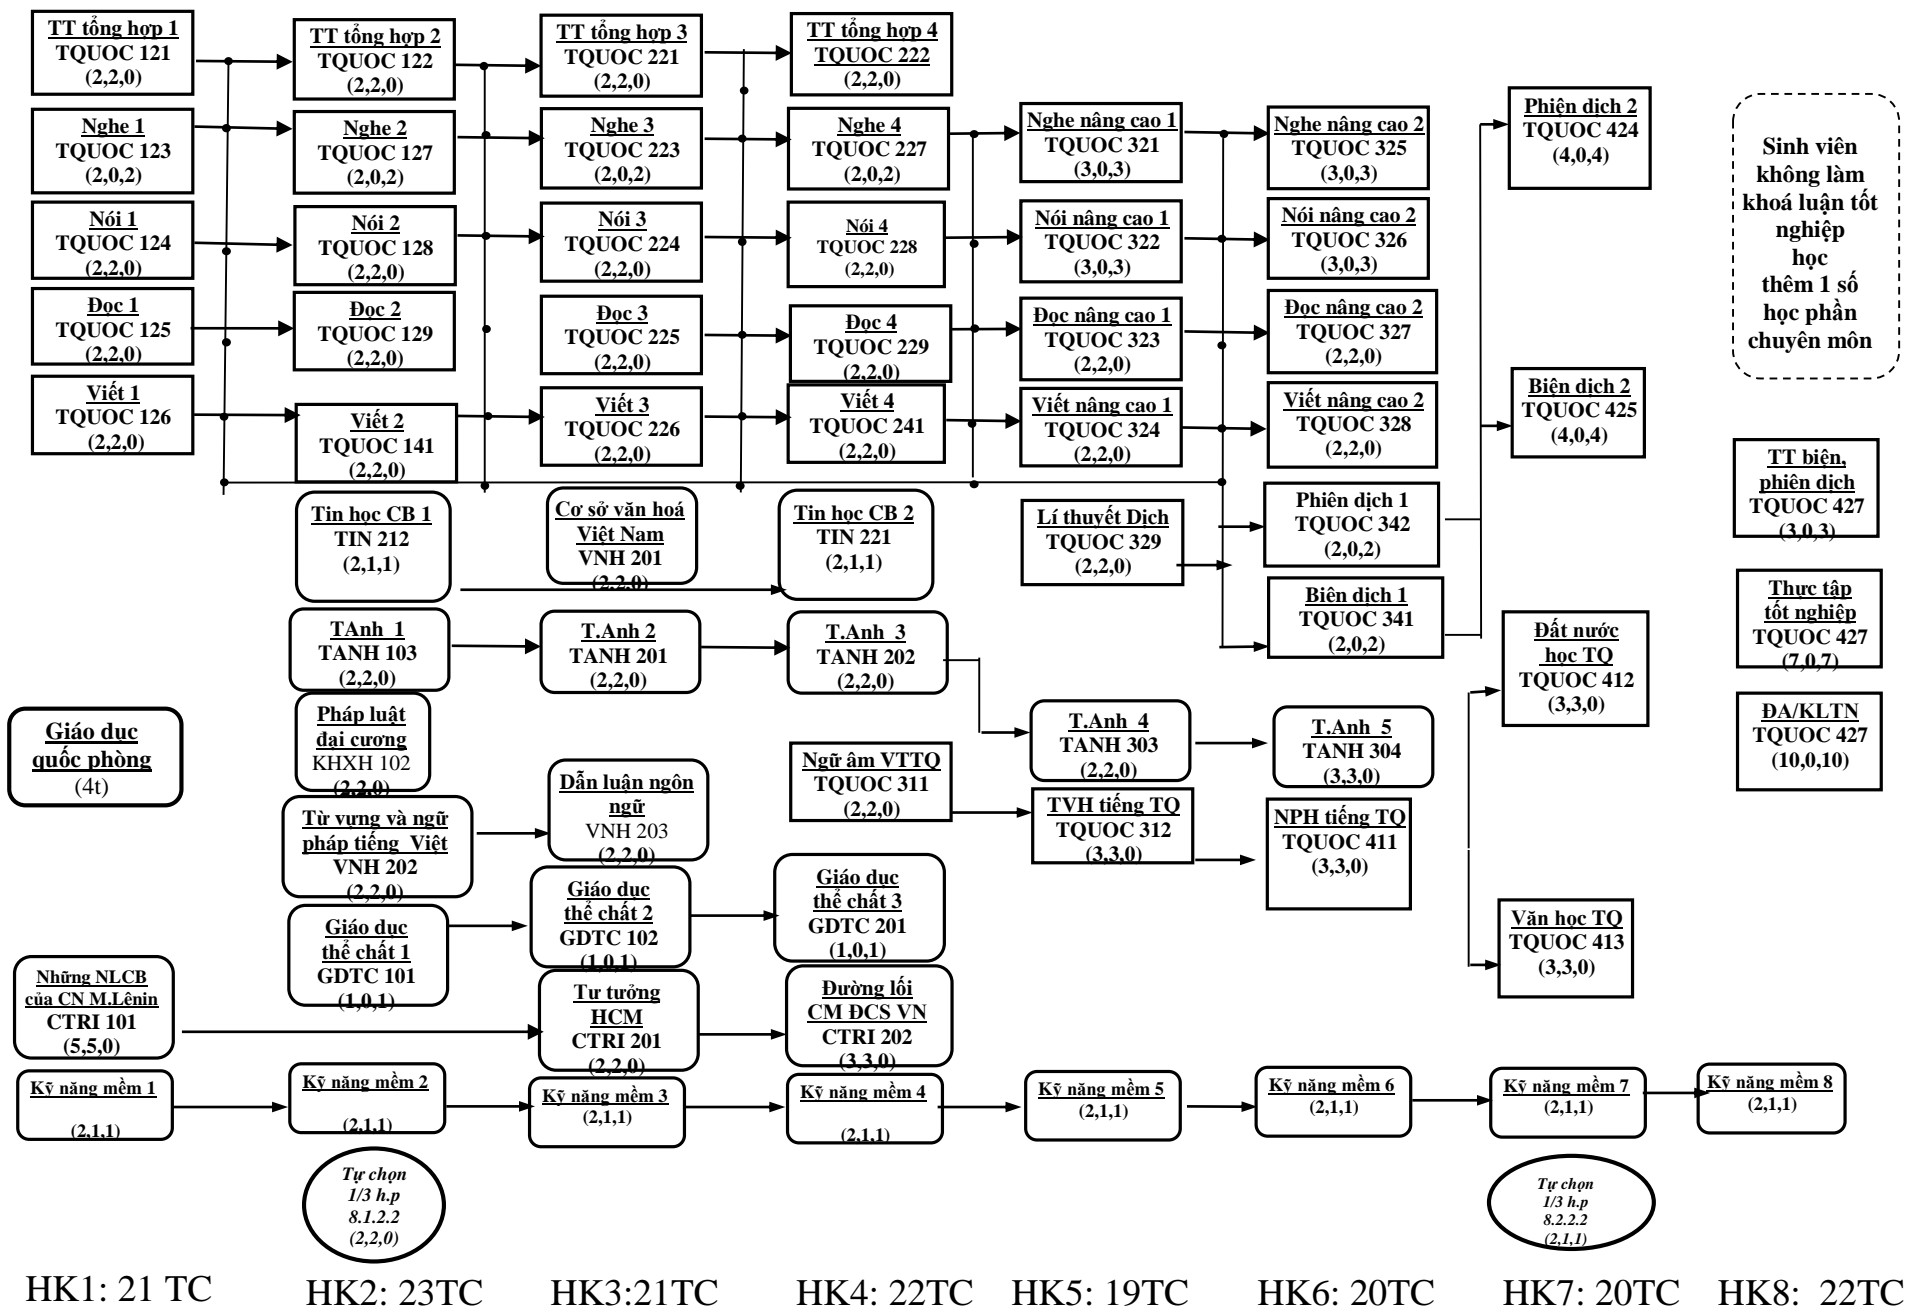 TT tổng hợp 1
TQUOC 121
(2,2,0)
TT tổng hợp 2
TQUOC 122
(2,2,0)
TT tổng hợp 3
TQUOC 221
(2,2,0)
TT tổng hợp 4
TQUOC 222
(2,2,0)
Nghe 1
TQUOC 123
(2,0,2)
Nghe 2
TQUOC 127
(2,0,2)
Nghe 3
TQUOC 223
(2,0,2)
Nghe 4
TQUOC 227
(2,0,2)
Nghe nâng cao 1
TQUOC 321
(3,0,3)
Nghe nâng cao 2
TQUOC 325
(3,0,3)
Phiện dịch 2
TQUOC 424
(4,0,4)
Sinh viên
không làm
khoá luận tốt
nghiệp
học
thêm 1 số
học phần
chuyên môn
Nói 1
TQUOC 124
(2,2,0)
Nói 2
TQUOC 128
(2,2,0)
Nói 3
TQUOC 224
(2,2,0)
Nói 4
TQUOC 228
(2,2,0)
Nói nâng cao 1
TQUOC 322
(3,0,3)
Nói nâng cao 2
TQUOC 326
(3,0,3)
Đọc 1
TQUOC 125
(2,2,0)
Đọc 2
TQUOC 129
(2,2,0)
Đọc 3
TQUOC 225
(2,2,0)
Đọc 4
TQUOC 229
(2,2,0)
Đọc nâng cao 1
TQUOC 323
(2,2,0)
Đọc nâng cao 2
TQUOC 327
(2,2,0)
Viết 1
TQUOC 126
(2,2,0)
Viết 2
TQUOC 141
(2,2,0)
Viết 3
TQUOC 226
(2,2,0)
Viết 4
TQUOC 241
(2,2,0)
Viết nâng cao 1
TQUOC 324
(2,2,0)
Viết nâng cao 2
TQUOC 328
(2,2,0)
Biện dịch 2
TQUOC 425
(4,0,4)
TT biện,
phiên dịch
TQUOC 427
(3,0,3)
Tin học CB 1
TIN 212
(2,1,1)
Cơ sở văn hoá
Việt Nam
VNH 201
(2,2,0)
Tin học CB 2
TIN 221
(2,1,1)
Lí thuyết Dịch
TQUOC 329
(2,2,0)
Phiên dịch 1
TQUOC 342
(2,0,2)
Biên dịch 1
TQUOC 341
(2,0,2)
TAnh  1
TANH 103
(2,2,0)
T.Anh 2
TANH 201
(2,2,0)
T.Anh  3
TANH 202
(2,2,0)
Đất nước
học TQ
TQUOC 412
(3,3,0)
Thực tập
tốt nghiệp
TQUOC 427
(7,0,7)
Giáo dục
quốc phòng
(4t)
Pháp luật
đại cương
KHXH 102
(2,2,0)
T.Anh  4
TANH 303
(2,2,0)
T.Anh  5
TANH 304
(3,3,0)
ĐA/KLTN
TQUOC 427
(10,0,10)
Ngữ âm VTTQ
TQUOC 311
(2,2,0)
Từ vựng và ngữ
pháp tiếng  Việt
VNH 202
(2,2,0)
Dẫn luận ngôn
ngữ
VNH 203
(2,2,0)
TVH tiếng TQ
TQUOC 312
(3,3,0)
NPH tiếng TQ
TQUOC 411
(3,3,0)
Giáo dục
thể chất 1
GDTC 101
(1,0,1)
Giáo dục
thể chất 2
GDTC 102
(1,0,1)
Giáo dục
thể chất 3
GDTC 201
(1,0,1)
Văn học TQ
TQUOC 413
(3,3,0)
Những NLCB
của CN M.Lênin
CTRI 101
(5,5,0)
Tư tưởng
HCM
CTRI 201
(2,2,0)
Đường lối
CM ĐCS VN
CTRI 202
(3,3,0)
Kỹ năng mềm 1
(2,1,1)
Kỹ năng mềm 2
(2,1,1)
Kỹ năng mềm 3
(2,1,1)
Kỹ năng mềm 4
(2,1,1)
Kỹ năng mềm 5
(2,1,1)
Kỹ năng mềm 6
(2,1,1)
Kỹ năng mềm 7
(2,1,1)
Kỹ năng mềm 8
(2,1,1)
Tự chọn
1/3 h.p
8.1.2.2
(2,2,0)
Tự chọn
1/3 h.p
8.2.2.2
(2,1,1)
HK1: 21 TC
HK2: 23TC
HK3:21TC
HK4: 22TC
HK5: 19TC
HK6: 20TC
HK7: 20TC
HK8:  22TC